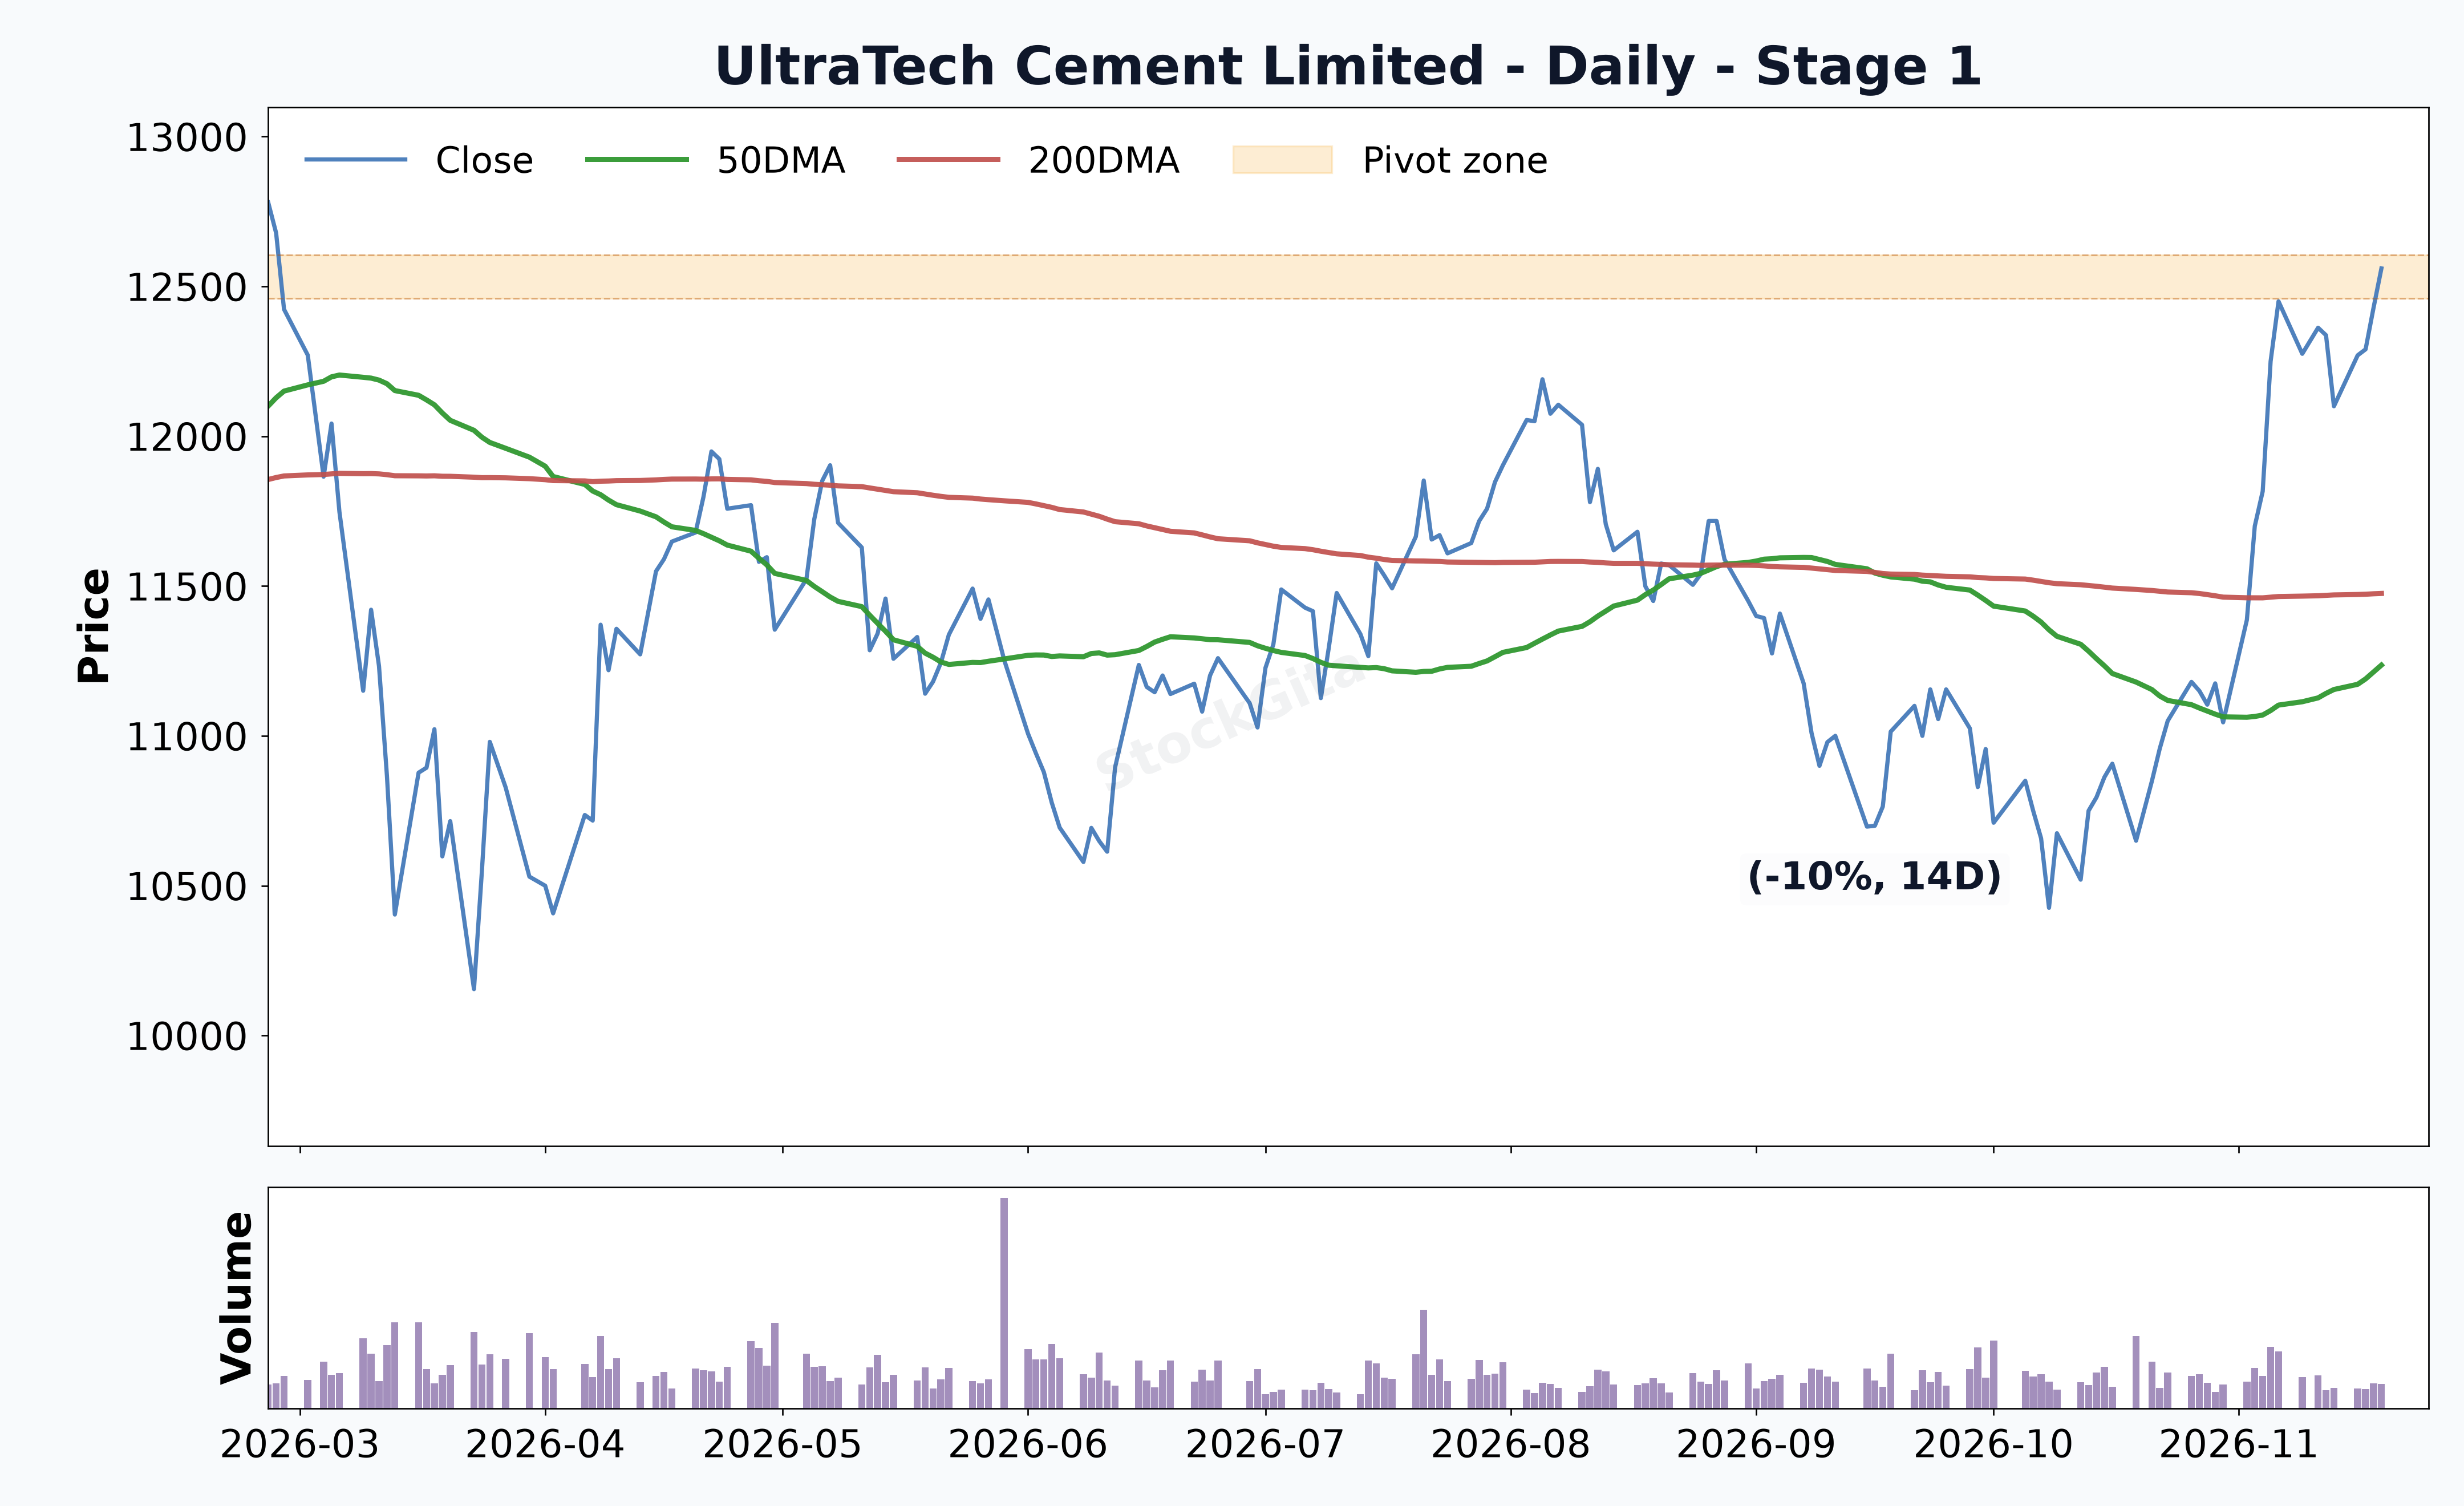 UltraTech Cement Limited - Daily - Stage 1
Close 50DMA 200DMA Pivot zone
Price
13000
12500
12000
11500
11000
10500
10000
StockGita
(-10%, 14D)
Volume
2026-03 2026-04 2026-05 2026-06 2026-07 2026-08 2026-09 2026-10 2026-11